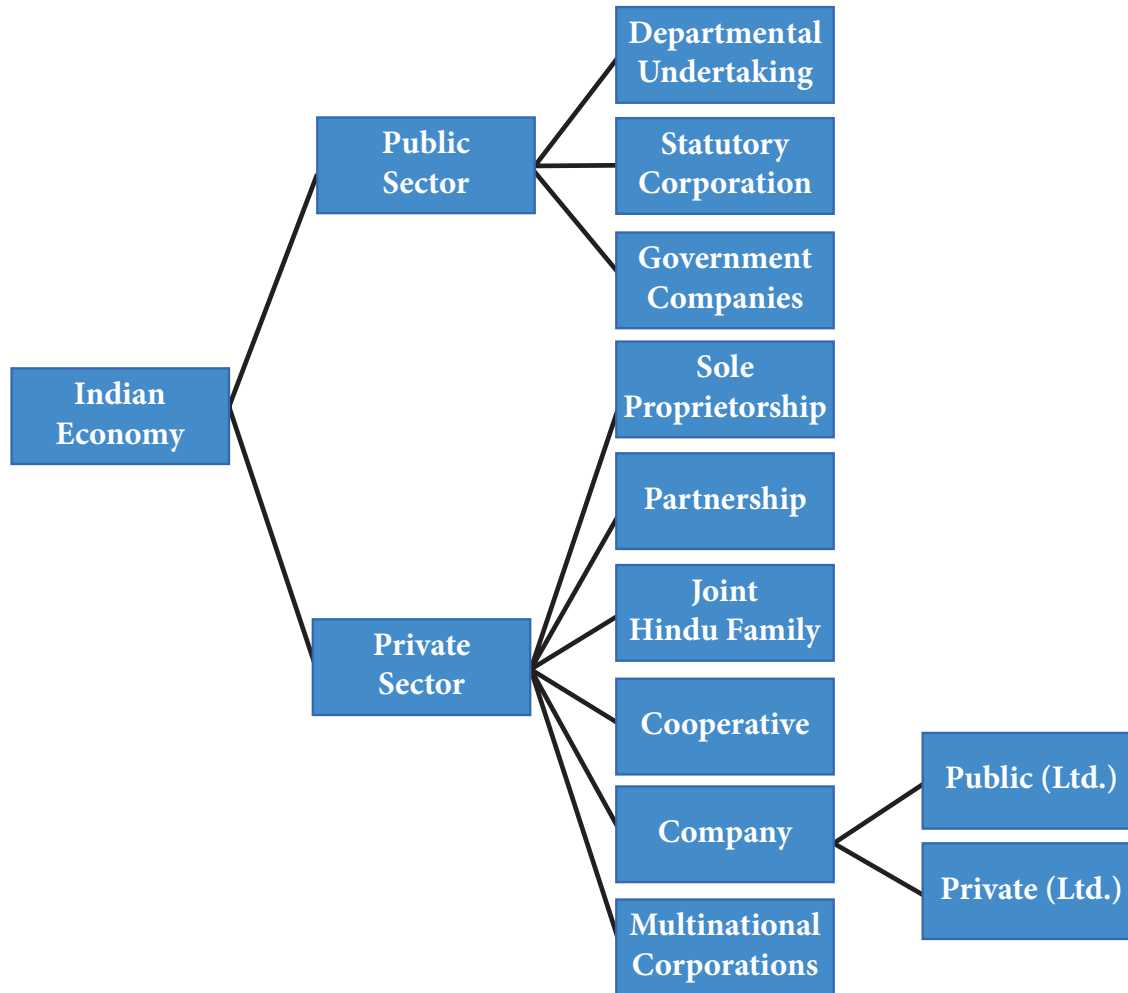 Departmental
Undertaking
Public
Sector
Statutory
Corporation
Government
Companies
Indian
Economy
Sole
Proprietorship
Partnership
Joint
Hindu Family
Private
Sector
Cooperative
Public (Ltd.)
Company
Private (Ltd.)
Multinational
Corporations